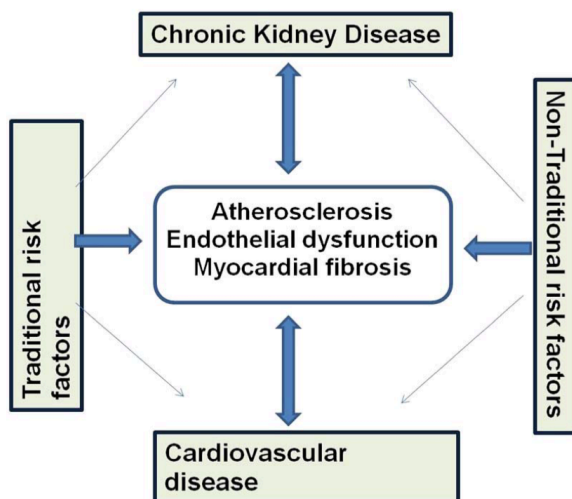 Chronic Kidney Disease
Traditional risk
factors
Atherosclerosis
Endothelial dysfunction
Myocardial fibrosis
Non-Traditional risk factors
Cardiovascular
disease